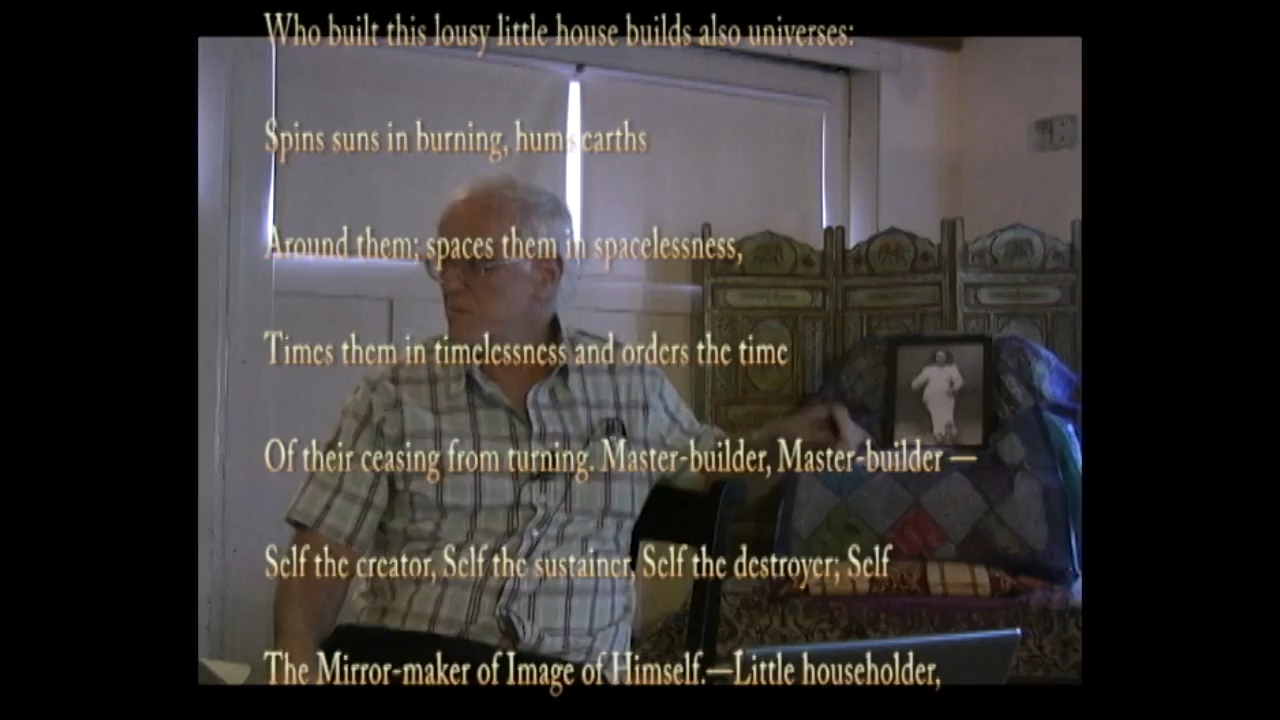 Who built this lousy little house builds also universes:
Spins suns in burning, hums earths
Around them; spaces them in spacelessness,
Times them in timelessness and orders the time
Of their ceasing from turning. Master-builder, Master-builder —
Self the creator, Self the sustainer, Self the destroyer; Self
The Mirror-maker of Image of Himself.—Little householder,